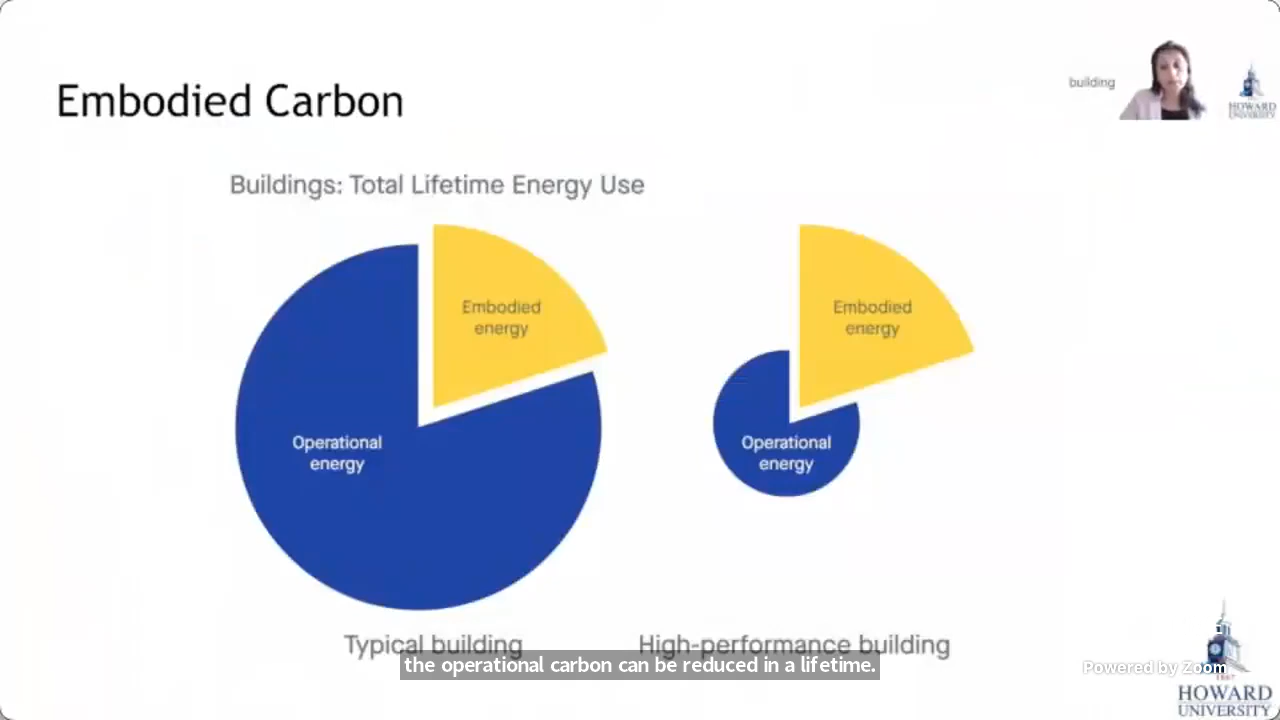 Embodied Carbon
building
HOWARD
UNIVERSITY
Buildings: Total Lifetime Energy Use
Embodied
energy
Embodied
energy
Operational
energy
Operational
energy
Typical building
High-performance building
the operational carbon can be reduced in a lifetime.
Powered by Zoom
1867
HOWARD
UNIVERSITY